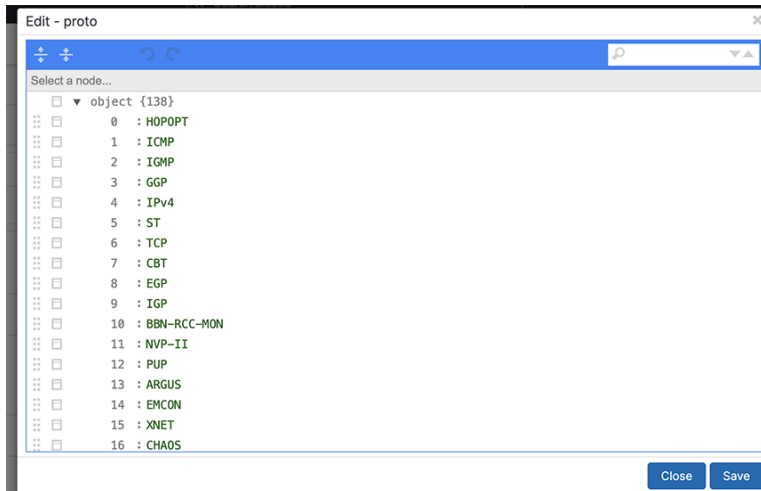 Edit - proto
Select a node...
object {138}
0 : HOPOPT
1 : ICMP
2 : IGMP
3 : GGP
4 : IPv4
5 : ST
6 : TCP
7 : CBT
8 : EGP
9 : IGP
10 : BBN-RCC-MON
11 : NVP-II
12 : PUP
13 : ARGUS
14 : EMCON
15 : XNET
16 : CHAOS
Close Save